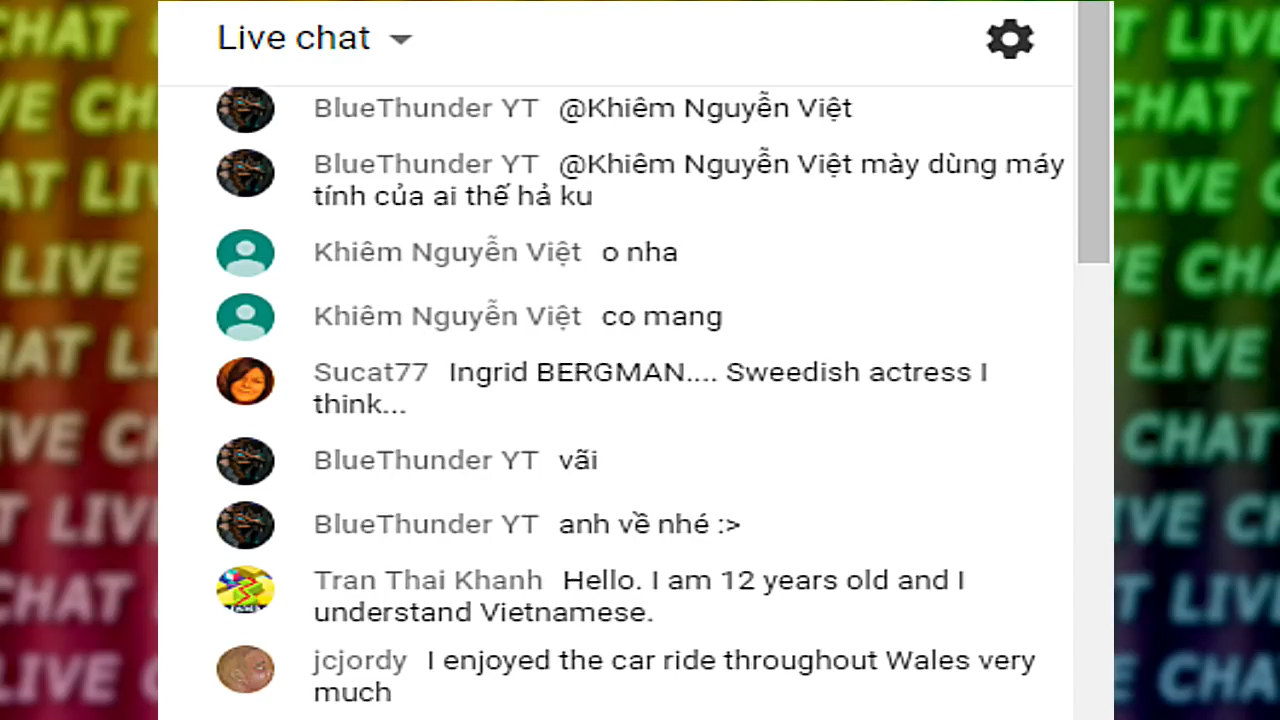 Live chat
BlueThunder YT @Khiêm Nguyễn Việt
BlueThunder YT @Khiêm Nguyễn Việt mày dùng máy
tính của ai thế hả ku
Khiêm Nguyễn Việt o nha
Khiêm Nguyễn Việt co mang
Sucat77 Ingrid BERGMAN.... Sweedish actress I
think...
BlueThunder YT vãi
BlueThunder YT anh về nhé :>
Tran Thai Khanh Hello. I am 12 years old and I
understand Vietnamese.
jcjordy I enjoyed the car ride throughout Wales very
much